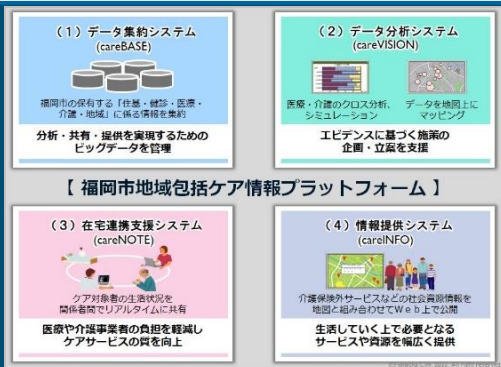 (1)データ集約システム
(careBASE)
福岡市の保有する「住基・健診・医療・
介護・地域」に係る情報を集約
分析・共有・提供を実現するための
ビッグデータを管理
(2)データ分析システム
(careVISION)
医療・介護のクロス分析、
シミュレーション
データを地図上に
マッピング
エビデンスに基づく施策の
企画・立案を支援
【 福岡市地域包括ケア情報プラットフォーム 】
(3)在宅連携支援システム
(careNOTE)
ケア対象者の生活状況を
関係者間でリアルタイムに共有
医療や介護事業者の負担を軽減し
ケアサービスの質を向上
(4)情報提供システム
(careINFO)
介護保険外サービスなどの社会資源情報を
地図と組み合わせてWeb上で公開
生活していく上で必要となる
サービスや資源を幅広く提供